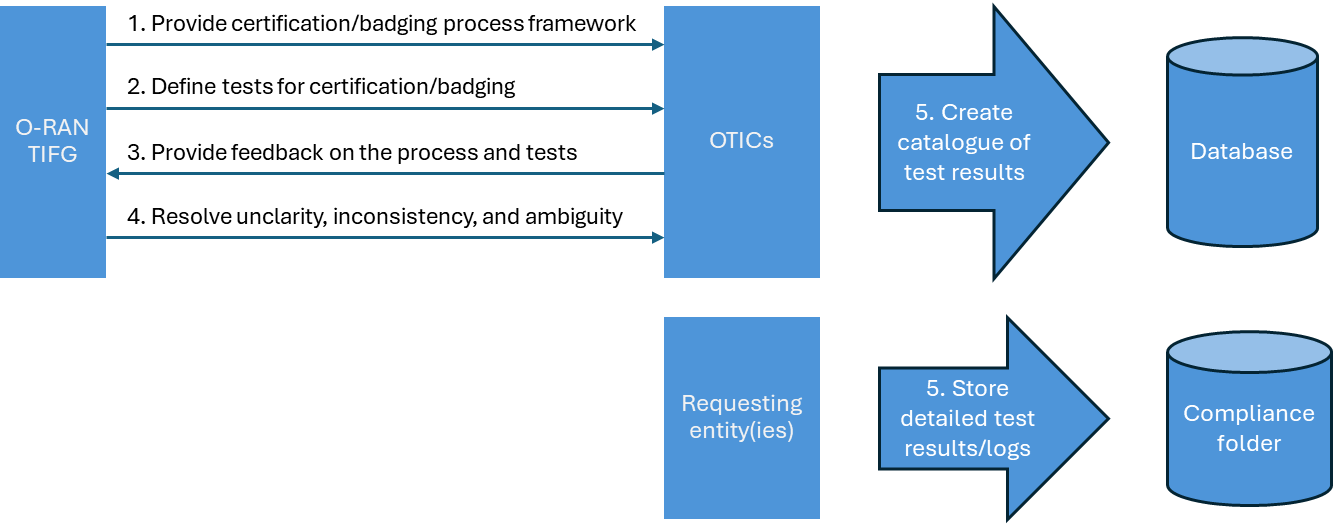 1. Provide certification/badging process framework
2. Define tests for certification/badging
O-RAN
TIFG
3. Provide feedback on the process and tests
4. Resolve unclarity, inconsistency, and ambiguity
OTICs
5. Create
catalogue of
test results
Database
Requesting
entity(ies)
5. Store
detailed test
results/logs
Compliance
folder